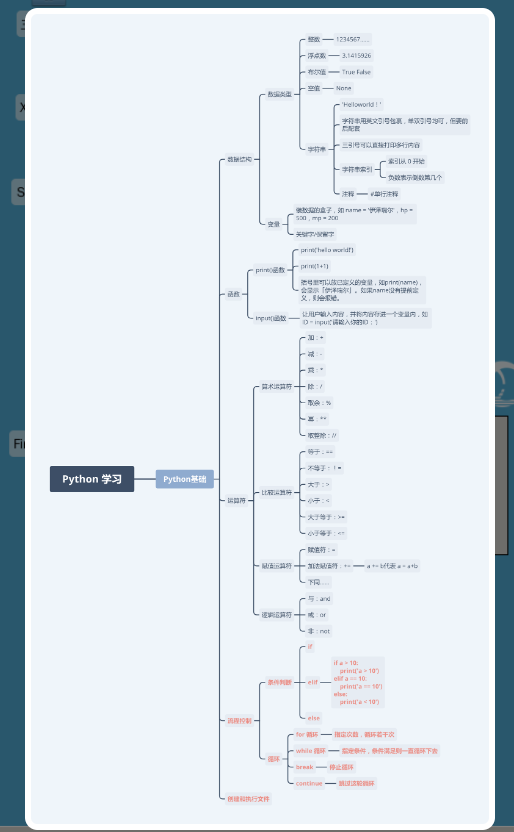 整数
1234567......
浮点数
3.1415926
布尔值
True False
数据类型
空值
None
'Helloworld！'
字符串用英文引号包裹，单双引号均可，但要前
后配套
三引号可以直接打印多行内容
字符串
字符串索引
索引从 0 开始
负数表示倒数第几个
注释
#单行注释
数据结构
变量
装数据的盒子，如 name = '伊泽瑞尔', hp =
500，mp = 200
关键字/保留字
函数
print()函数
print('hello world!')
print(1+1)
括号里可以放已定义的变量，如print(name)，
会显示「伊泽瑞尔」。如果name没有提前定
义，则会报错。
input()函数
让用户输入内容，并将内容存进一个变量内，如
ID = input('请输入你的ID：')
算术运算符
加：+
减：-
乘：*
除：/
取余：%
幂：**
取整除：//
Python 学习
Python基础
运算符
比较运算符
等于：==
不等于：！=
大于：>
小于：<
大于等于：>=
小于等于：<=
赋值运算符
赋值符：=
加法赋值符：+=
a += b代表 a = a+b
下同......
逻辑运算符
与：and
或：or
非：not
流程控制
条件判断
if
elif
if a > 10:
print('a > 10')
elif a == 10:
print('a == 10')
else:
print('a < 10')
else
循环
for 循环
指定次数，循环若干次
while 循环
指定条件，条件满足则一直循环下去
break
停止循环
continue
跳过这轮循环
创建和执行文件
X
S
Fi